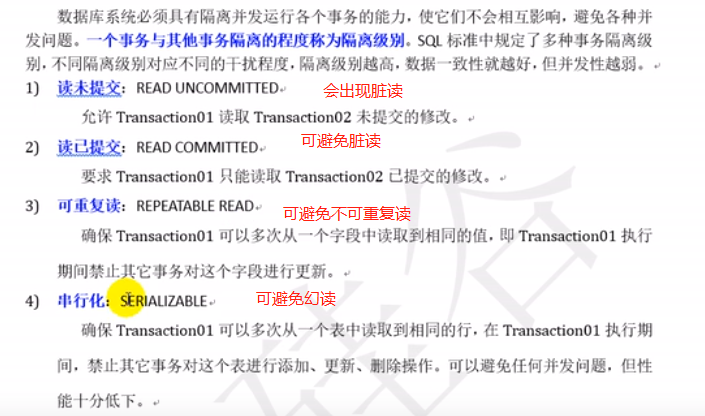 数据库系统必须具有隔离并发运行各个事务的能力，使它们不会相互影响，避免各种并
发问题。一个事务与其他事务隔离的程度称为隔离级别。SQL 标准中规定了多种事务隔离级
别，不同隔离级别对应不同的干扰程度，隔离级别越高，数据一致性就越好，但并发性越弱。
1) 读未提交：READ UNCOMMITTED 会出现脏读
允许 Transaction01 读取 Transaction02 未提交的修改。
2) 读已提交：READ COMMITTED 可避免脏读
要求 Transaction01 只能读取 Transaction02 已提交的修改。
3) 可重复读：REPEATABLE READ 可避免不可重复读
确保 Transaction01 可以多次从一个字段中读取到相同的值，即 Transaction01 执行
期间禁止其它事务对这个字段进行更新。
4) 串行化：SERIALIZABLE 可避免幻读
确保 Transaction01 可以多次从一个表中读取到相同的行，在 Transaction01 执行期
间，禁止其它事务对这个表进行添加、更新、删除操作。可以避免任何并发问题，但性
能十分低下。